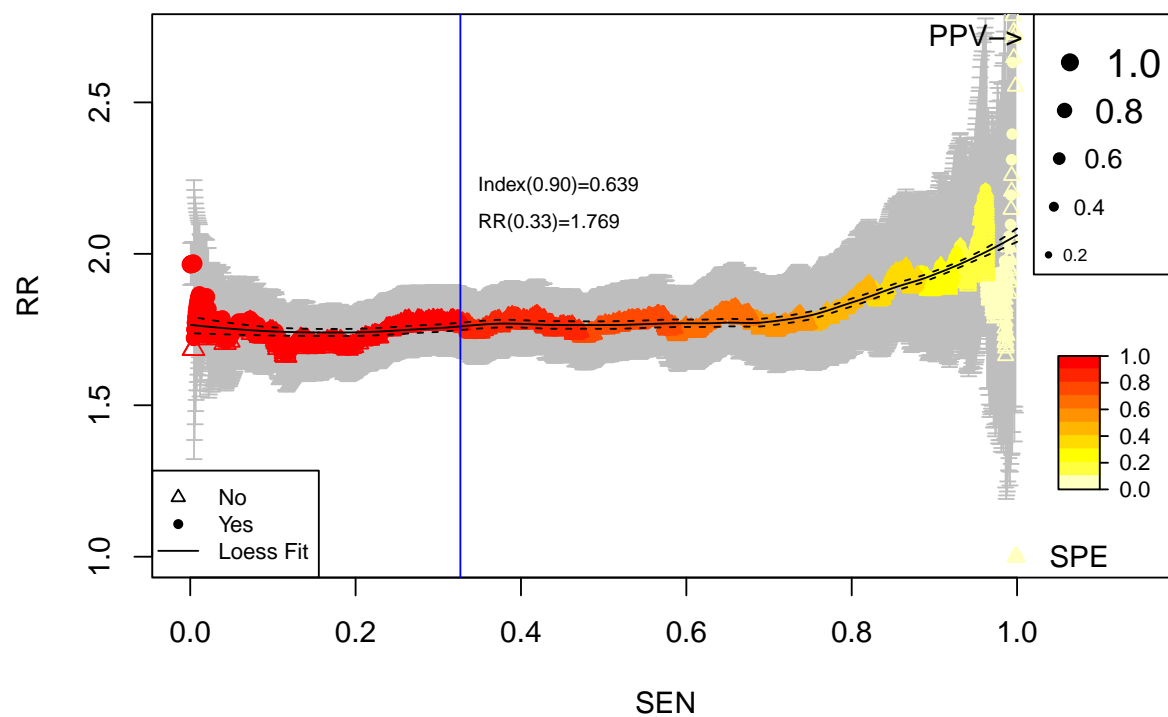 PPV−>
1.0
0.8
0.6
0.4
0.2
Index(0.90)=0.639
RR(0.33)=1.769
1.0
0.8
0.6
0.4
0.2
0.0
SPE
No
Yes
Loess Fit
RR
2.5
2.0
1.5
1.0
0.0 0.2 0.4 0.6 0.8 1.0
SEN